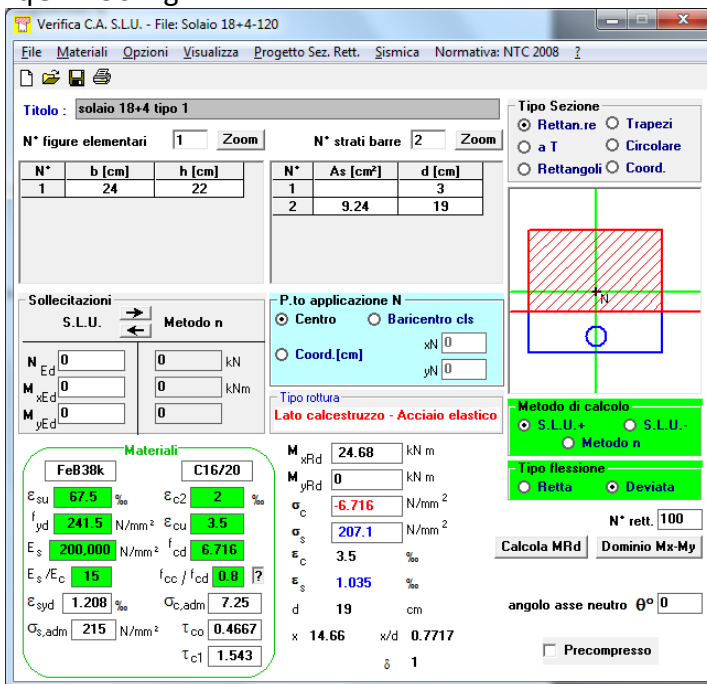 Verifica C.A. S.L.U. - File: Solaio 18+4-120
File Materiali Opzioni Visualizza Progetto Sez. Rett. Sismica Normativa: NTC 2008 ?
Titolo : solaio 18+4 tipo 1
N° figure elementari 1 Zoom N° strati barre 2 Zoom
N° b [cm] h [cm]
1 24 22
N° As [cm²] d [cm]
1 3
2 9.24 19
Tipo Sezione
Rettan.re Trapezi
a T Circolare
Rettangoli Coord.
N
Sollecitazioni
S.L.U. Metodo n
N Ed 0 0 kN
M xEd 0 0 kNm
M yEd 0 0
P.to applicazione N
Centro Baricentro cls
Coord.[cm] xN 0
yN 0
Tipo rottura
Lato calcestruzzo - Acciaio elastico
Metodo di calcolo
S.L.U.+ S.L.U.-
Metodo n
Tipo flessione
Retta Deviata
Materiali
FeB38k C16/20
εsu 67.5 ‰ εc2 2 ‰
fyd 241.5 N/mm² εcu 3.5
Es 200,000 N/mm² fcd 6.716
Es/Ec 15 fcc / fcd 0.8 ?
εsyd 1.208 ‰ σc,adm 7.25
σs,adm 215 N/mm² τco 0.4667
τc1 1.543
M xRd 24.68 kN m
M yRd 0 kN m
σc -6.716 N/mm²
σs 207.1 N/mm²
εc 3.5 ‰
εs 1.035 ‰
d 19 cm
x 14.66 x/d 0.7717
δ 1
N° rett. 100
Calcola MRd Dominio Mx-My
angolo asse neutro θ° 0
Precompresso